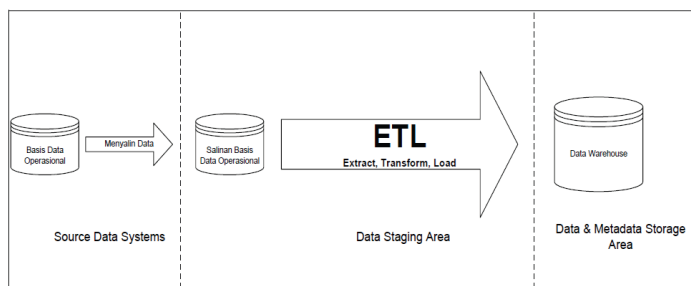 Basis Data
Operasional
Menyalin Data
Salinan Basis
Data Operasional
ETL
Extract, Transform, Load
Data Warehouse
Source Data Systems
Data Staging Area
Data & Metadata Storage
Area